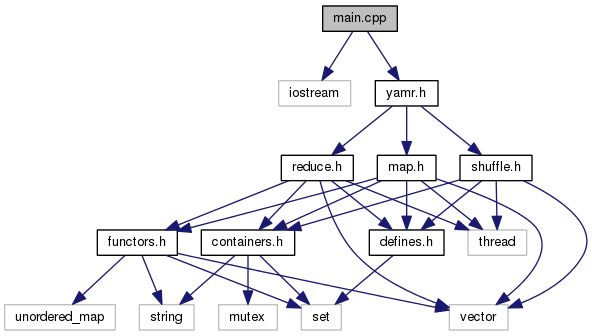 main.cpp
iostream
yamr.h
reduce.h
map.h
shuffle.h
functors.h
containers.h
defines.h
thread
unordered_map
string
mutex
set
vector